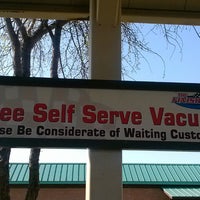 ee Self Serve Vacu
se Be Considerate of Waiting Custo